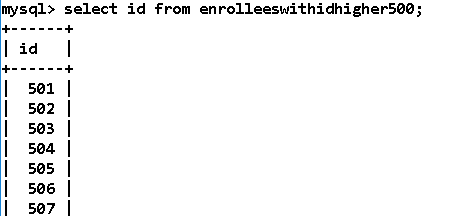 mysql> select id from enrolleeswithidhigher500;
+------+
| id   |
+------+
|  501 |
|  502 |
|  503 |
|  504 |
|  505 |
|  506 |
|  507 |